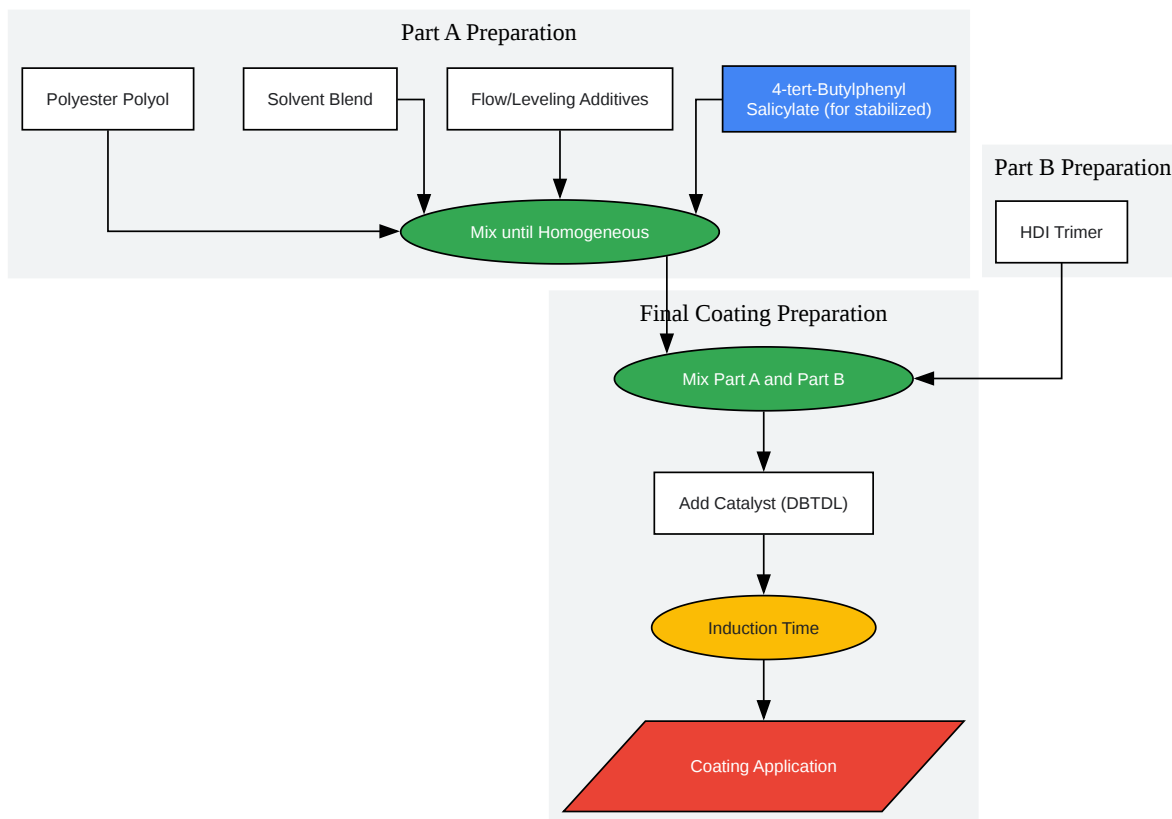 Part A Preparation
Polyester Polyol
Solvent Blend
Flow/Leveling Additives
4-tert-Butylphenyl
Salicylate (for stabilized)
Mix until Homogeneous
Part B Preparation
HDI Trimer
Final Coating Preparation
Mix Part A and Part B
Add Catalyst (DBTDL)
Induction Time
Coating Application